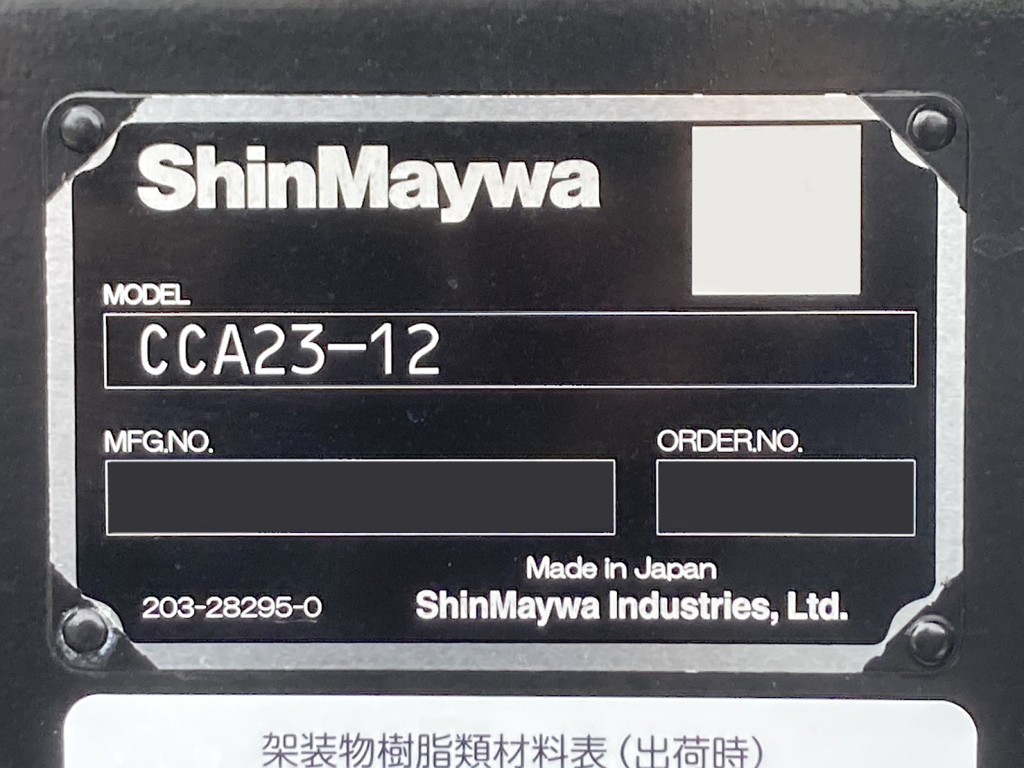 ShinMaywa
MODEL
CCA23-12
MFG.NO.
ORDER.NO.
Made in Japan
203-28295-0
ShinMaywa Industries, Ltd.
架装物樹脂類材料表(出荷時)